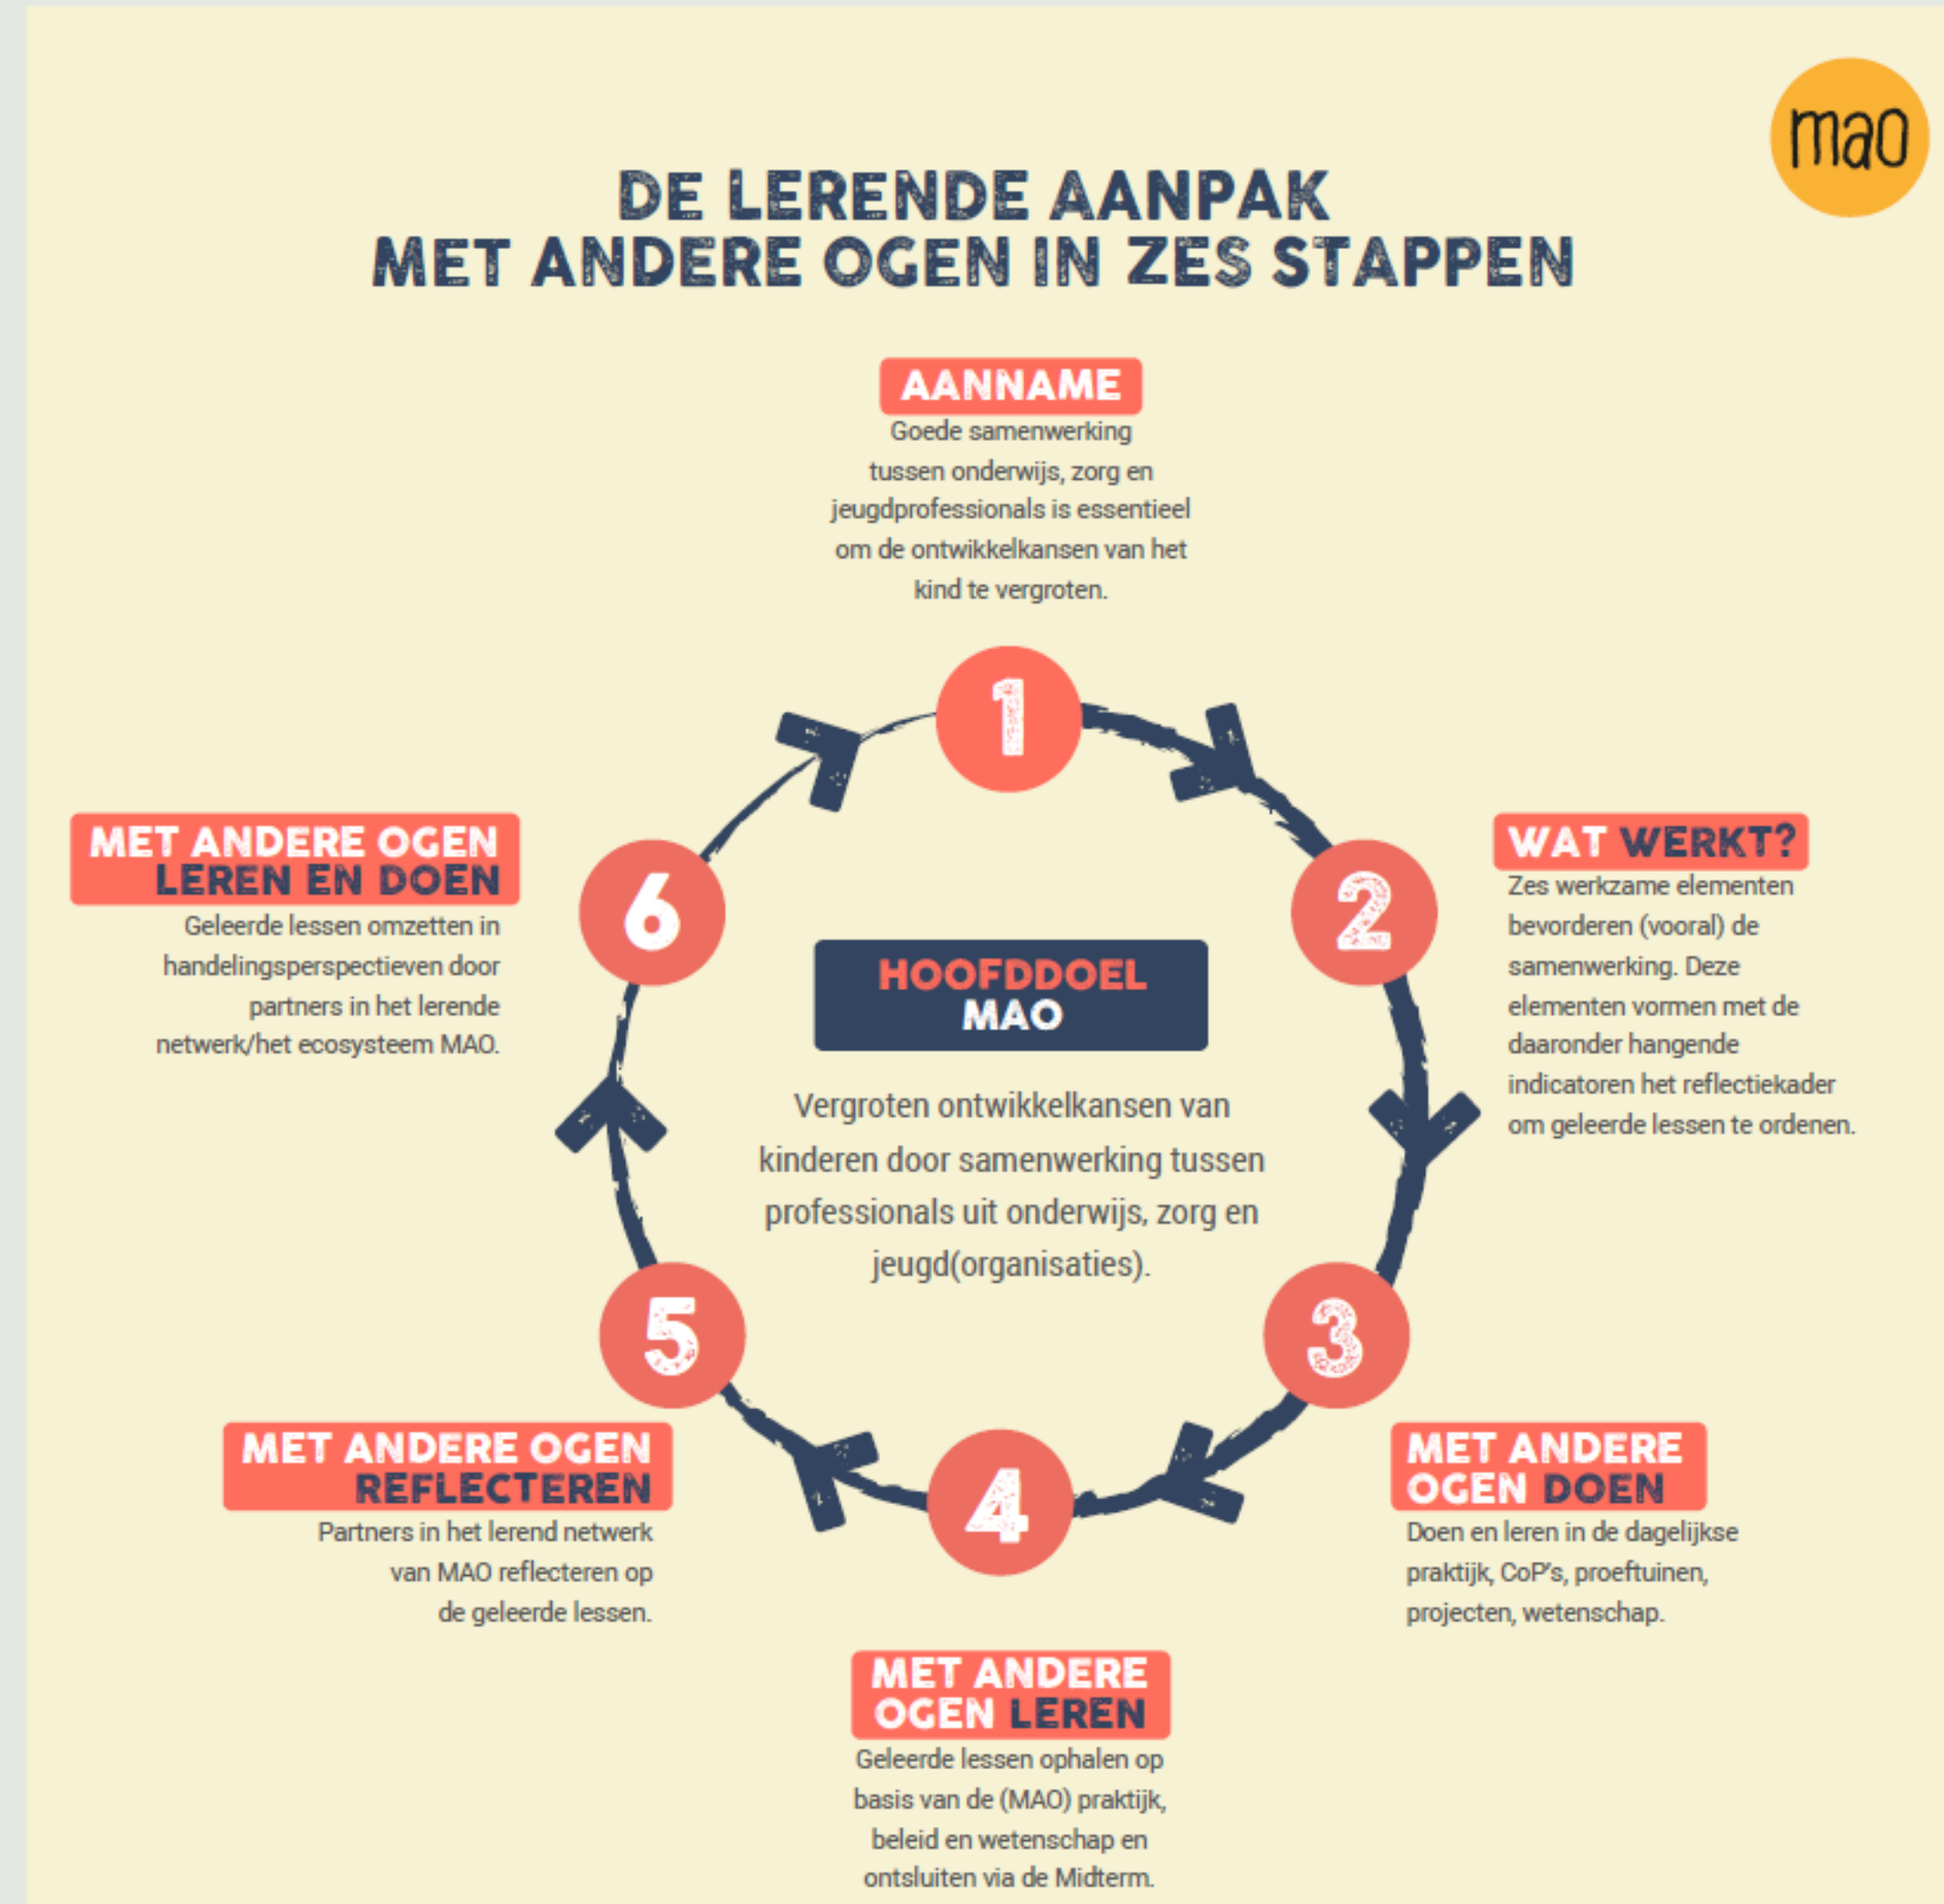 mao
DE LERENDE AANPAK
MET ANDERE OGEN IN ZES STAPPEN
AANNAME
Goede samenwerking
tussen onderwijs, zorg en
jeugdprofessionals is essentieel
om de ontwikkelkansen van het
kind te vergroten.
1
2
WAT WERKT?
Zes werkzame elementen
bevorderen (vooral) de
samenwerking. Deze
elementen vormen met de
daaronder hangende
indicatoren het reflectiekader
om geleerde lessen te ordenen.
3
MET ANDERE
OGEN DOEN
Doen en leren in de dagelijkse
praktijk, CoP's, proeftuinen,
projecten, wetenschap.
4
MET ANDERE
OGEN LEREN
Geleerde lessen ophalen op
basis van de (MAO) praktijk,
beleid en wetenschap en
ontsluiten via de Midterm.
5
MET ANDERE OGEN
REFLECTEREN
Partners in het lerend netwerk
van MAO reflecteren op
de geleerde lessen.
6
MET ANDERE OGEN
LEREN EN DOEN
Geleerde lessen omzetten in
handelingsperspectieven door
partners in het lerende
netwerk/het ecosysteem MAO.
HOOFDDOEL
MAO
Vergroten ontwikkelkansen van
kinderen door samenwerking tussen
professionals uit onderwijs, zorg en
jeugd(organisaties).